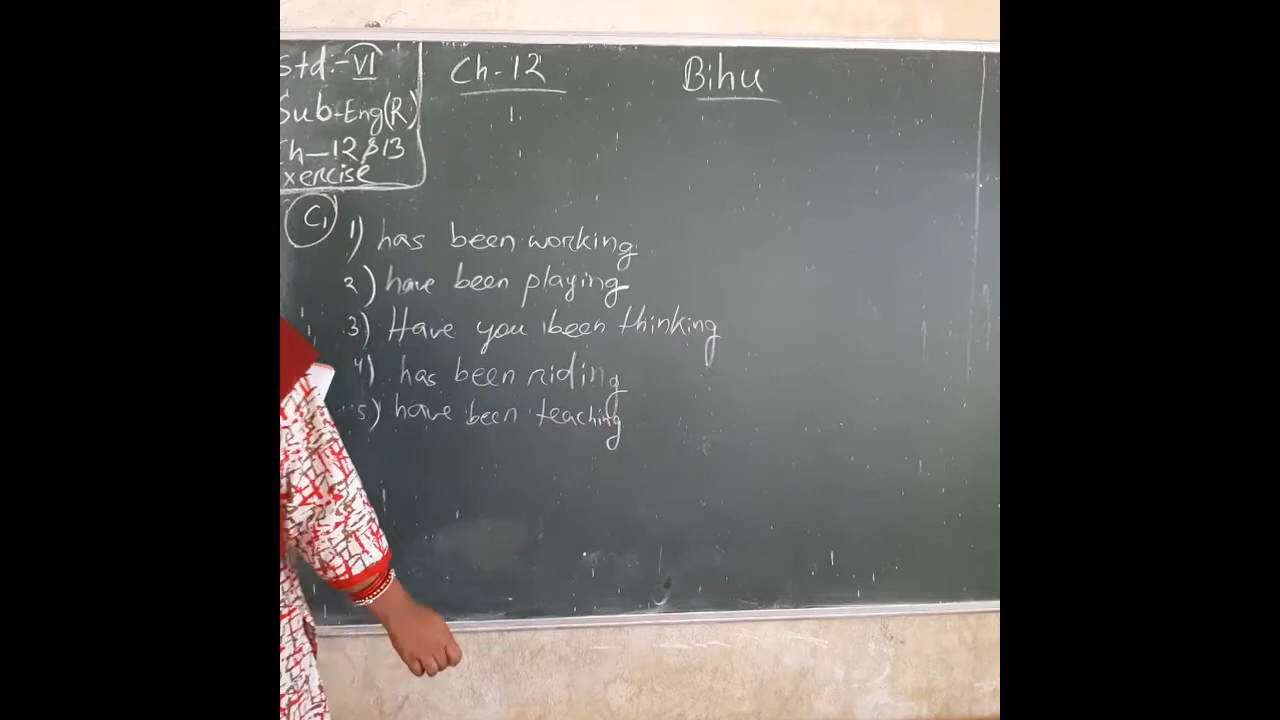 Std:- VI
Sub-Eng(R)
Ch-12 & 13
Exercise
Ch-12 Bihu
C1
1) has been working
2) have been playing
3) Have you been thinking
4) has been riding
5) have been teaching